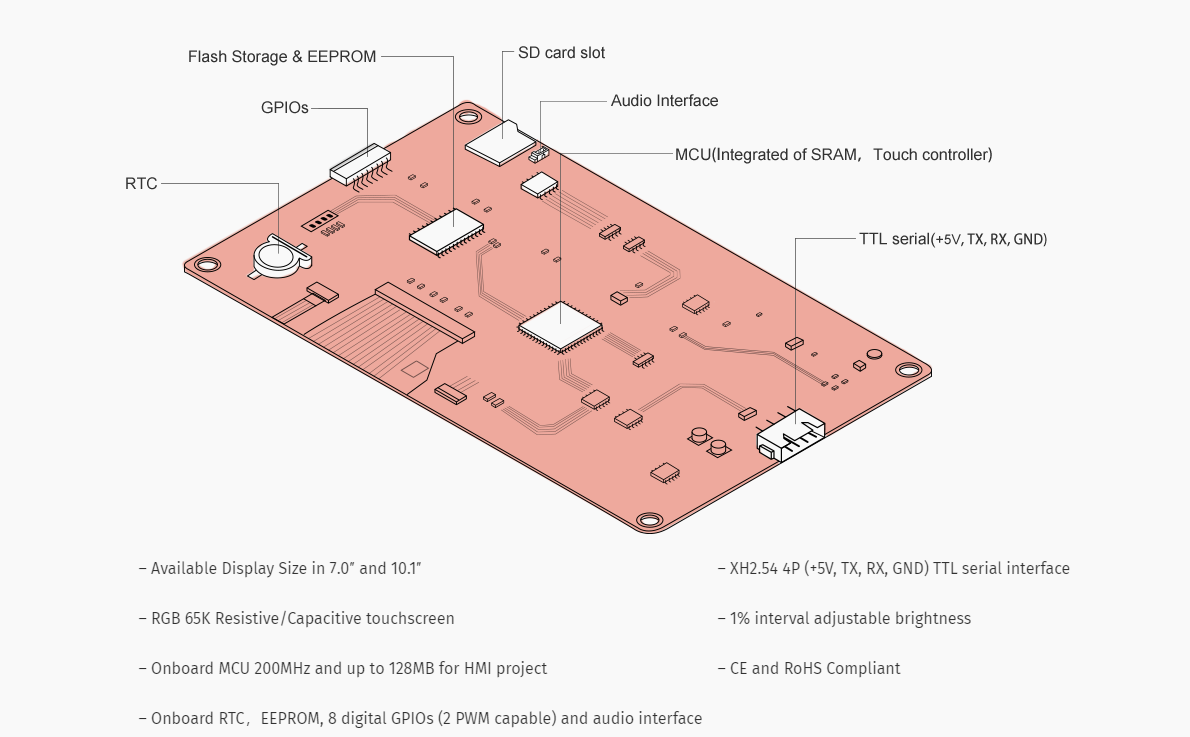 Flash Storage & EEPROM
SD card slot
GPIOs
Audio Interface
MCU(Integrated of SRAM, Touch controller)
RTC
TTL serial(+5V, TX, RX, GND)
– Available Display Size in 7.0″ and 10.1″
– XH2.54 4P (+5V, TX, RX, GND) TTL serial interface
– RGB 65K Resistive/Capacitive touchscreen
– 1% interval adjustable brightness
– Onboard MCU 200MHz and up to 128MB for HMI project
– CE and RoHS Compliant
– Onboard RTC, EEPROM, 8 digital GPIOs (2 PWM capable) and audio interface